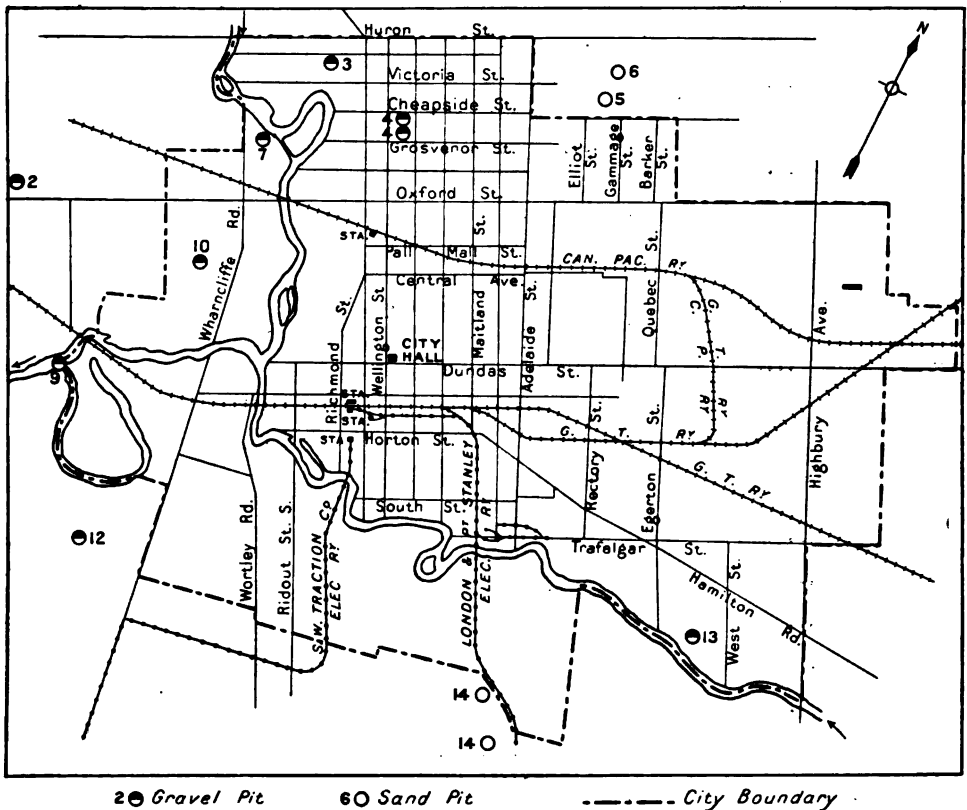 N
Huron St.
3
Victoria St.
6
5
Cheapside St.
4
4
7
Grosvenor St.
Elliot St.
Gammage St.
Barker St.
2
Oxford St.
10
Wharncliffe Rd.
STA.
Pall Mall St.
CAN. PAC. RY
Central Ave.
Richmond St.
Wellington St
Maitland St.
Adelaide St.
Quebec St.
C. P. RY
G. T. RY
Highbury Ave.
CITY HALL
Dundas St.
9
STA.
STA.
STA
Horton St.
G. T. RY
G. T. RY
Rectory St.
Egerton St.
South St.
12
Wortley Rd.
Ridout St. S
S&W. TRACTION Co
ELEC RY
LONDON & PT STANLEY
ELEC. RY
Trafalgar St.
Hamilton Rd.
West St.
13
14
14
2 Gravel Pit 6 Sand Pit City Boundary